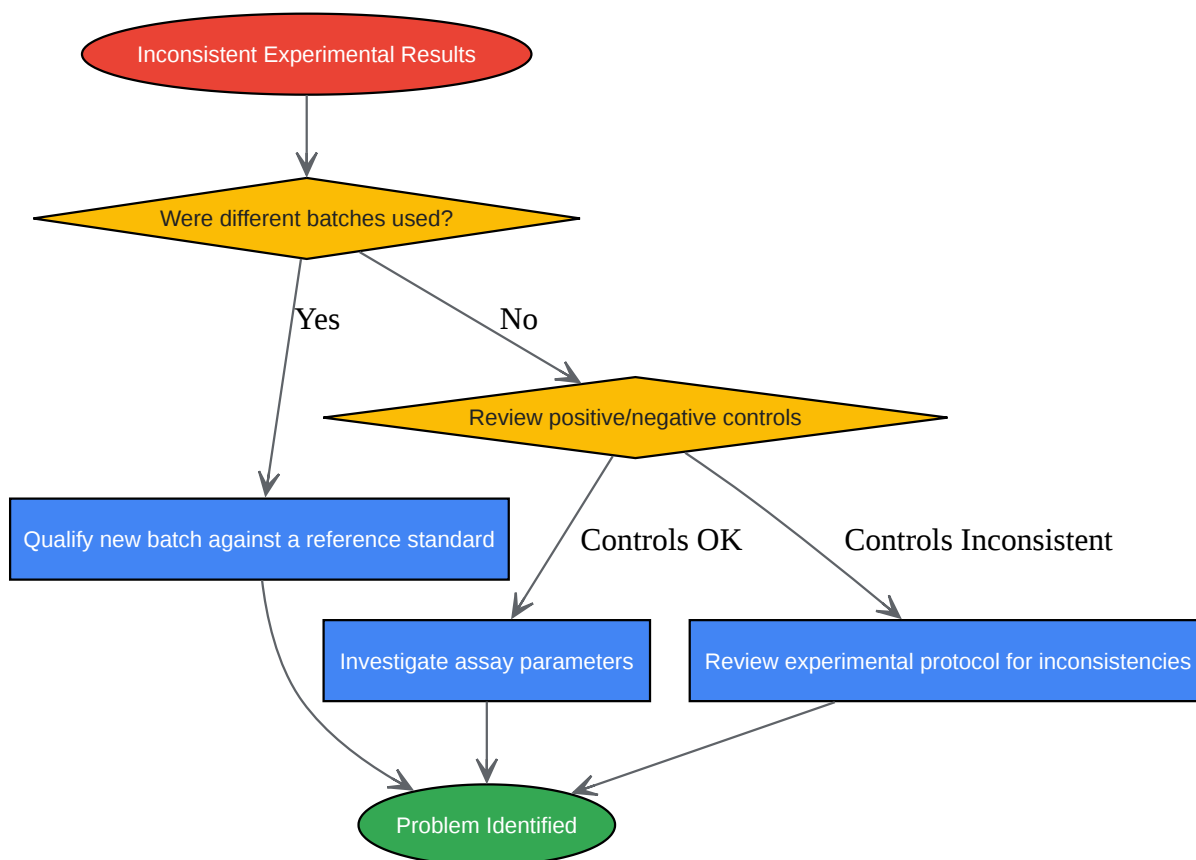 Inconsistent Experimental Results
Were different batches used?
Yes
No
Review positive/negative controls
Qualify new batch against a reference standard
Controls OK
Controls Inconsistent
Investigate assay parameters
Review experimental protocol for inconsistencies
Problem Identified